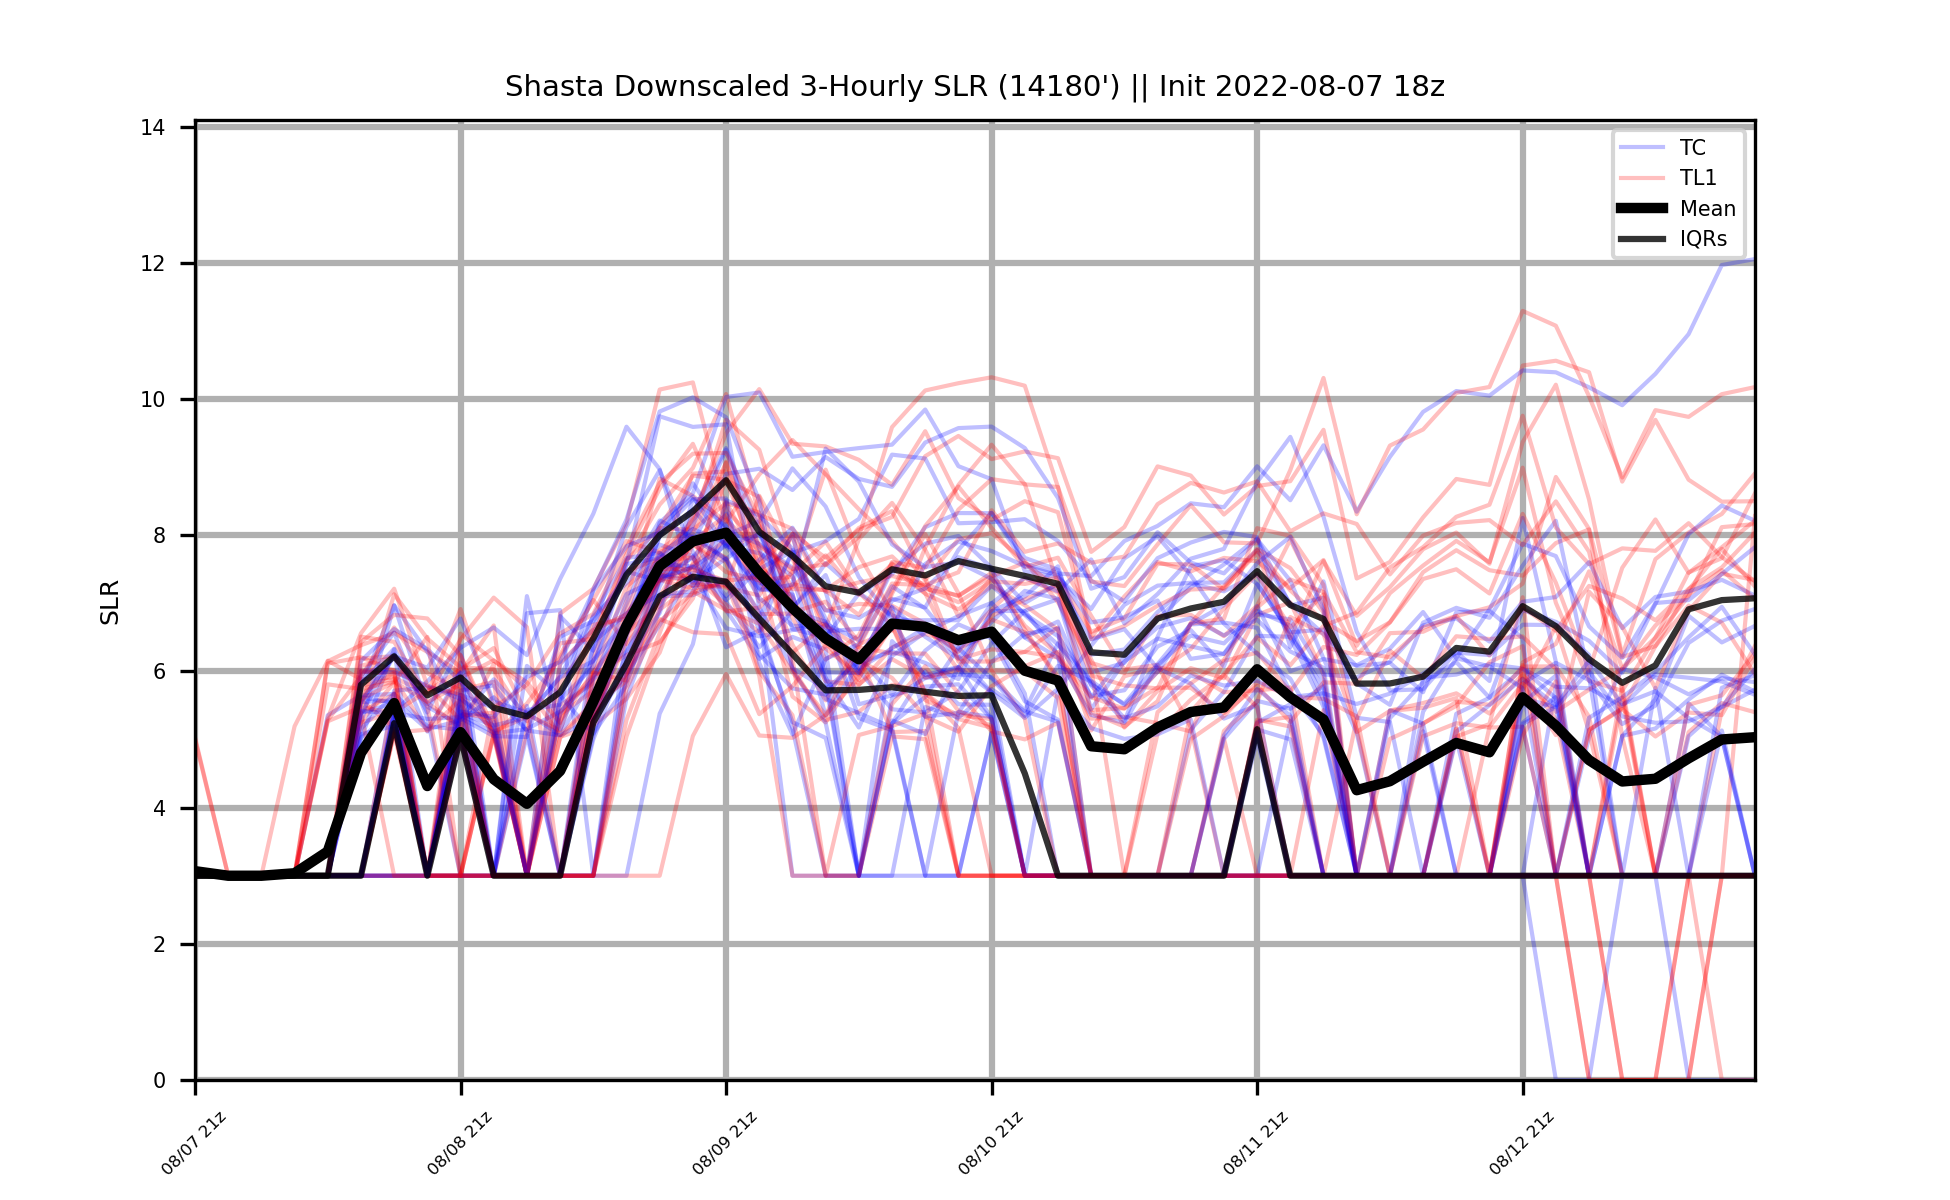 Shasta Downscaled 3-Hourly SLR (14180') || Init 2022-08-07 18z
14
12
10
8
6
4
2
0
SLR
TC
TL1
Mean
IQRs
08/07 21z
08/08 21z
08/09 21z
08/10 21z
08/11 21z
08/12 21z